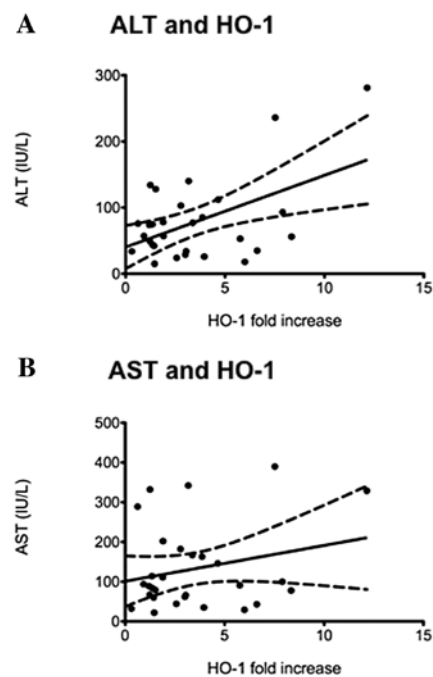 A ALT and HO-1
300
200
100
0
ALT (IU/L)
0 5 10 15
HO-1 fold increase
B AST and HO-1
500
400
300
200
100
0
AST (IU/L)
0 5 10 15
HO-1 fold increase